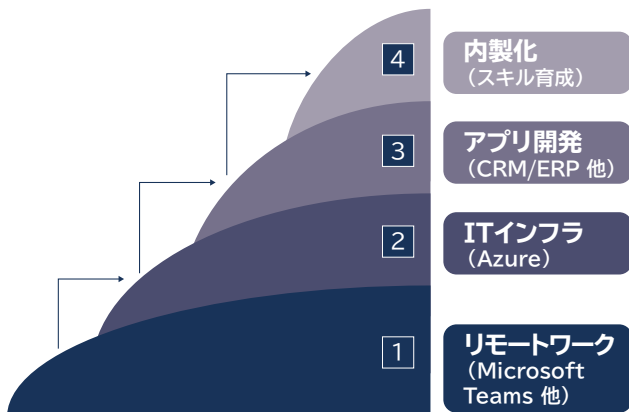 4
内製化
（スキル育成）
3
アプリ開発
（CRM/ERP 他）
2
ITインフラ
（Azure）
1
リモートワーク
（Microsoft
Teams 他）